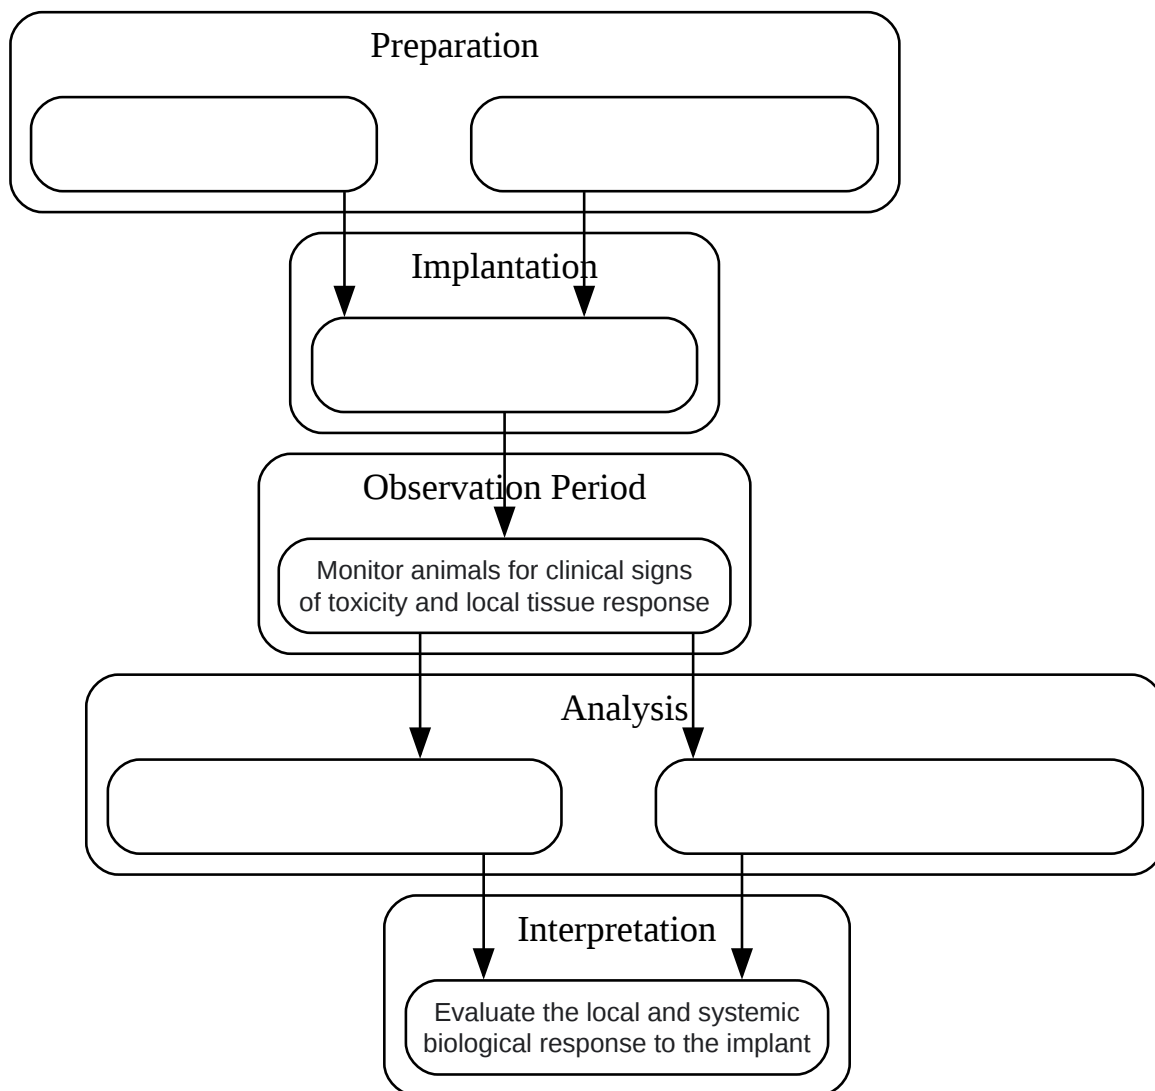 Preparation
Implantation
Observation Period
Monitor animals for clinical signs
of toxicity and local tissue response
Analysis
Interpretation
Evaluate the local and systemic
biological response to the implant